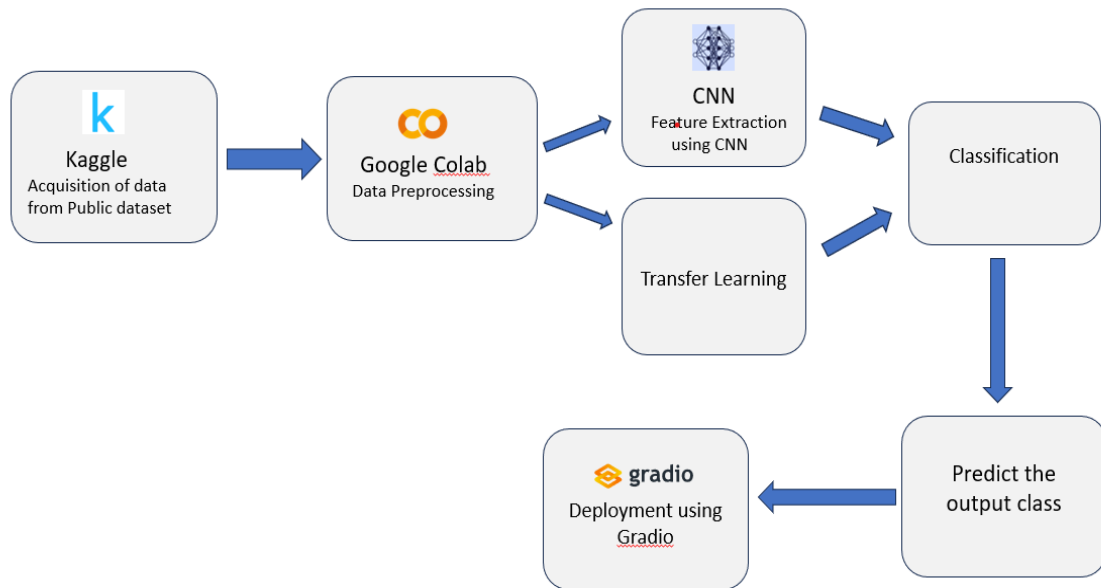 k
Kaggle
Acquisition of data
from Public dataset
CO
Google Colab
Data Preprocessing
CNN
Feature Extraction
using CNN
Transfer Learning
Classification
Predict the
output class
gradio
Deployment using
Gradio